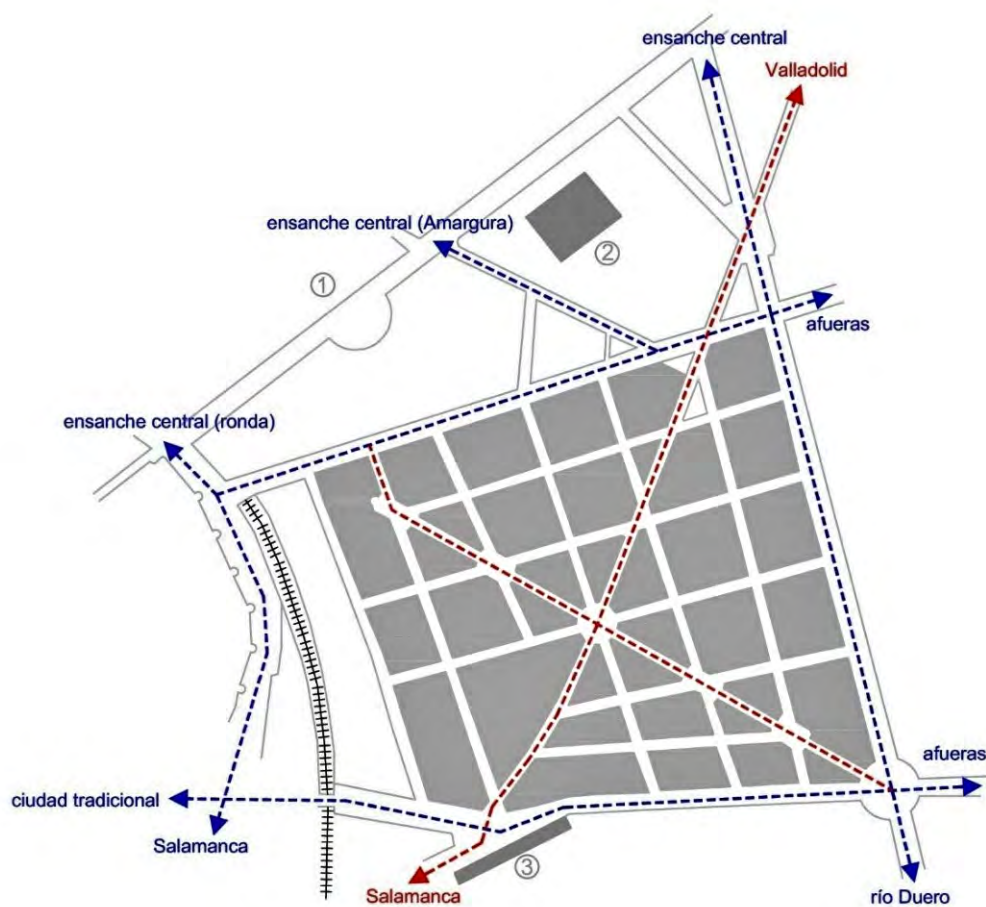 ensanche central
Valladolid
ensanche central (Amargura)
②
①
afueras
ensanche central (ronda)
afueras
ciudad tradicional
Salamanca
③
Salamanca
río Duero